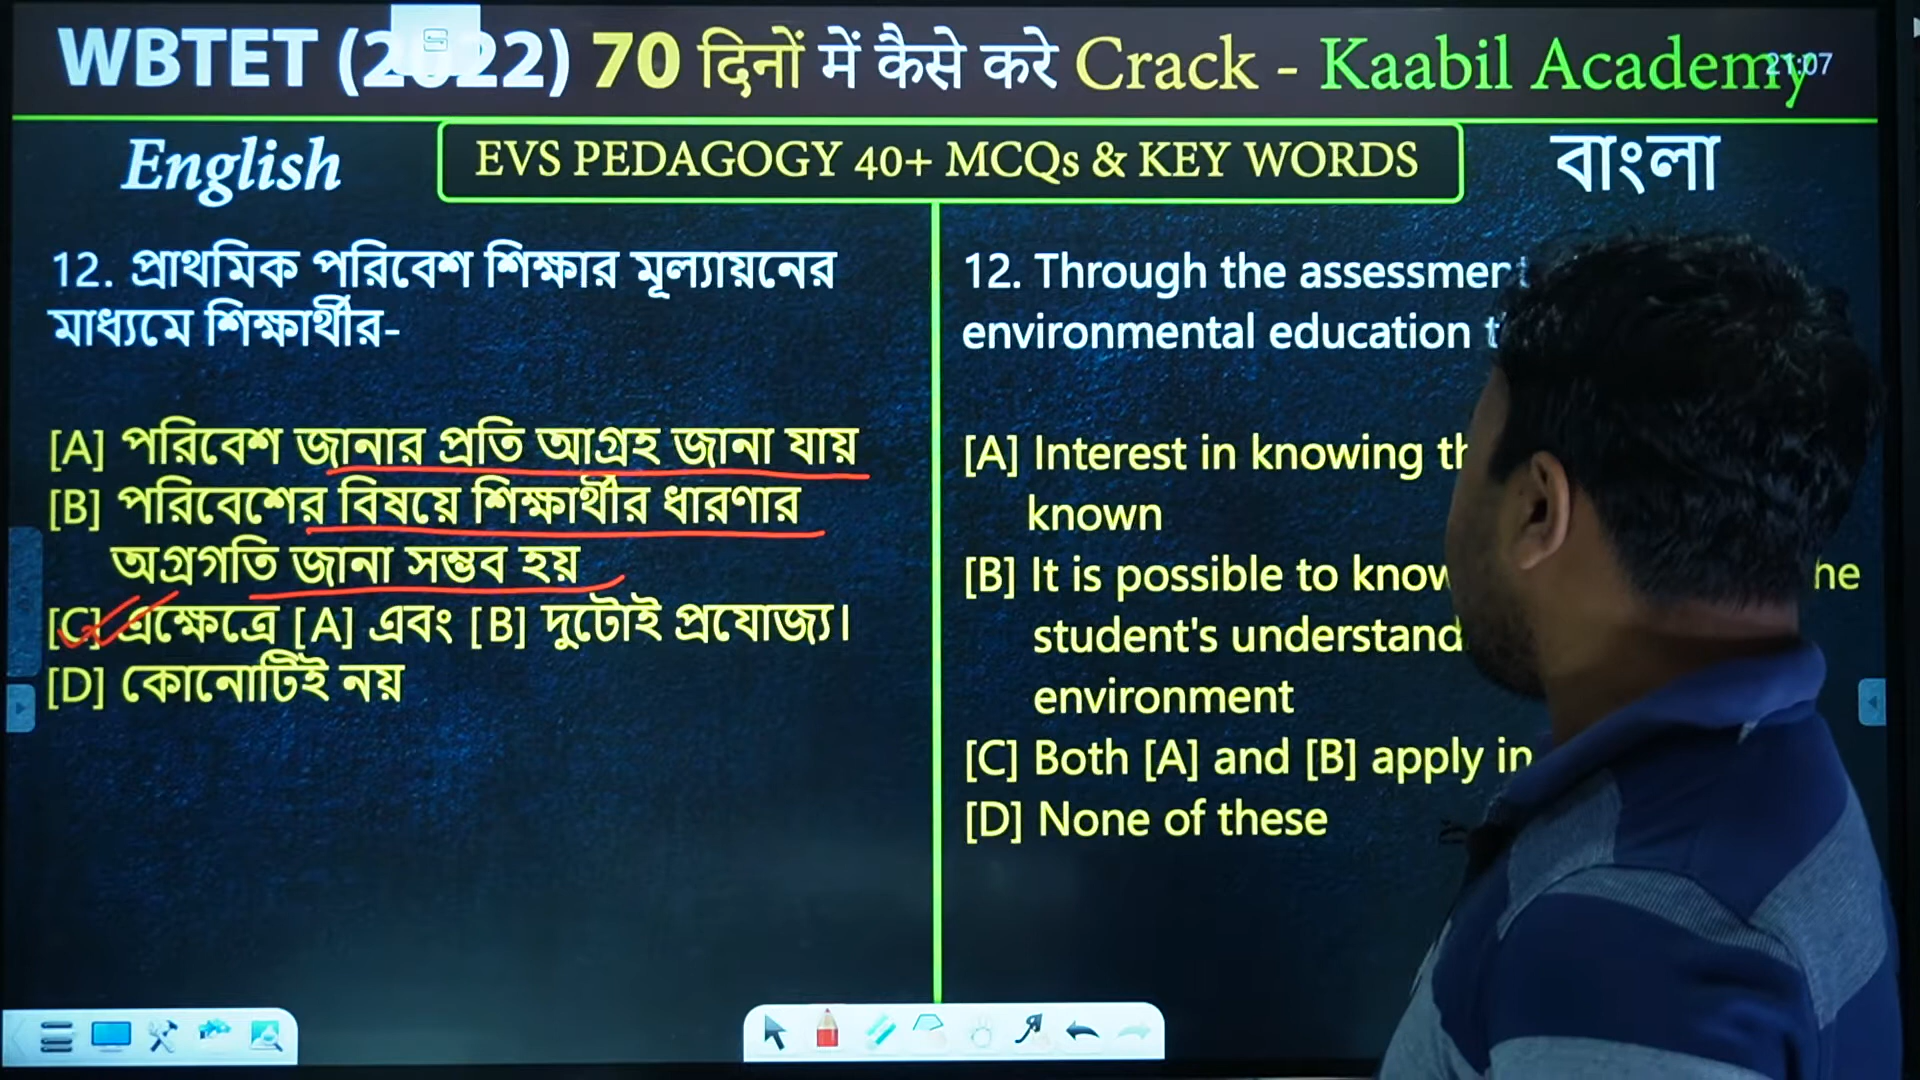 WBTET (2022) 70 दिनों में कैसे करे Crack - Kaabil Academy
21:07
English
EVS PEDAGOGY 40+ MCQs & KEY WORDS
বাংলা
12. প্রাথমিক পরিবেশ শিক্ষার মূল্যায়নের
মাধ্যমে শিক্ষার্থীর-
[A] পরিবেশ জানার প্রতি আগ্রহ জানা যায়
[B] পরিবেশের বিষয়ে শিক্ষার্থীর ধারণার
অগ্রগতি জানা সম্ভব হয়
[C] এক্ষেত্রে [A] এবং [B] দুটোই প্রযোজ্য।
[D] কোনোটিই নয়
12. Through the assessment
environmental education
[A] Interest in knowing
known
[B] It is possible to know he
student's understand
environment
[C] Both [A] and [B] apply in
[D] None of these